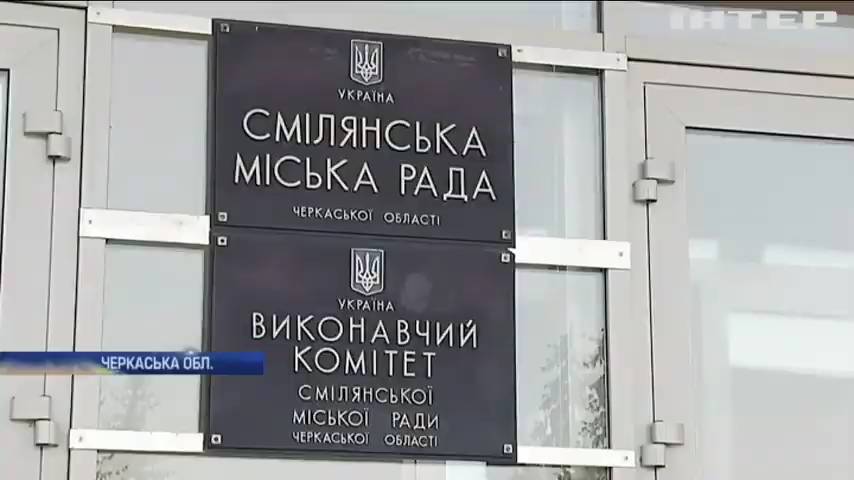 ІНТЕР
УКРАЇНА
СМІЛЯНСЬКА
МІСЬКА РАДА
ЧЕРКАСЬКОЇ ОБЛАСТІ
УКРАЇНА
ВИКОНАВЧИЙ
КОМІТЕТ
СМІЛЯНСЬКОЇ
МІСЬКОЇ РАДИ
ЧЕРКАСЬКОЇ ОБЛАСТІ
ЧЕРКАСЬКА ОБЛ.